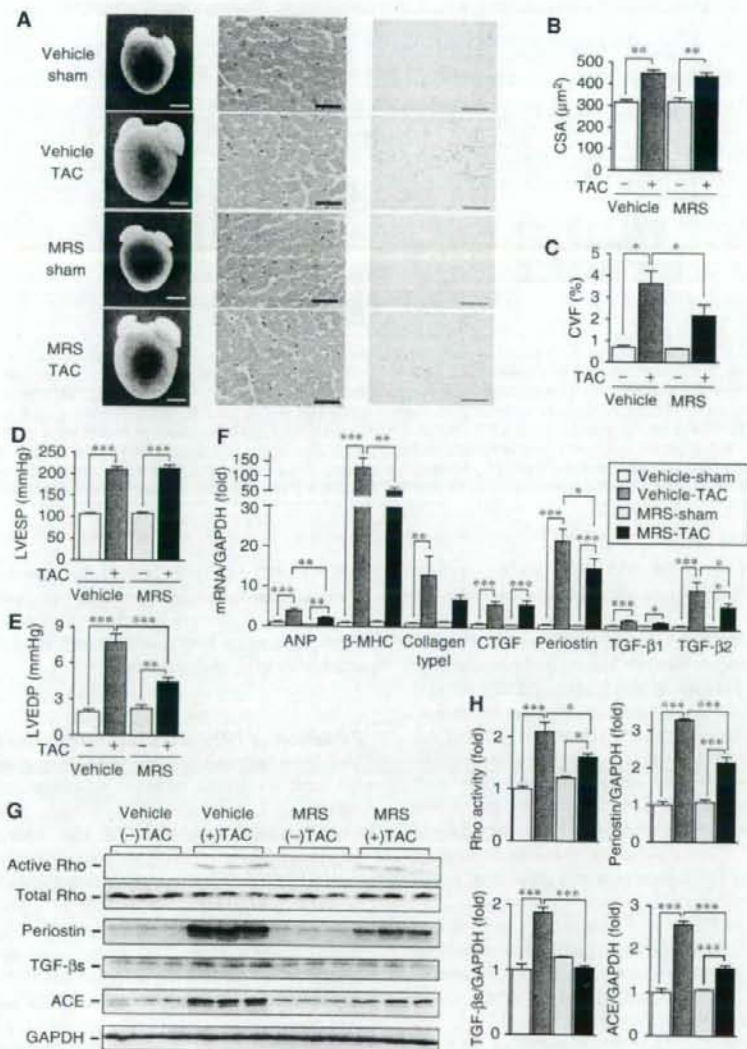 A
Vehicle
sham
Vehicle
TAC
MRS
sham
MRS
TAC
B
CSA (μm²)
500
400
300
200
100
0
** **
TAC − + − +
Vehicle MRS
C
CVF (%)
5
4
3
2
1
0
* *
TAC − + − +
Vehicle MRS
D
LVESP (mmHg)
250
200
150
100
50
0
*** ***
TAC − + − +
Vehicle MRS
E
LVEDP (mmHg)
9
6
3
0
*** ***
**
TAC − + − +
Vehicle MRS
F
mRNA/GAPDH (fold)
150
100
50
30
20
10
0
*** ** **
*** **
**
*** ***
*** *
***
*** *
*** *
*
ANP β-MHC Collagen typeI CTGF Periostin TGF-β1 TGF-β2
Vehicle-sham
Vehicle-TAC
MRS-sham
MRS-TAC
G
Vehicle Vehicle MRS MRS
(−)TAC (+)TAC (−)TAC (+)TAC
Active Rho
Total Rho
Periostin
TGF-βs
ACE
GAPDH
H
Rho activity (fold)
2
1
0
*** *
*
Periostin/GAPDH (fold)
3
2
1
0
*** ***
***
TGF-βs/GAPDH (fold)
2
1
0
*** ***
ACE/GAPDH (fold)
3
2
1
0
*** ***
***